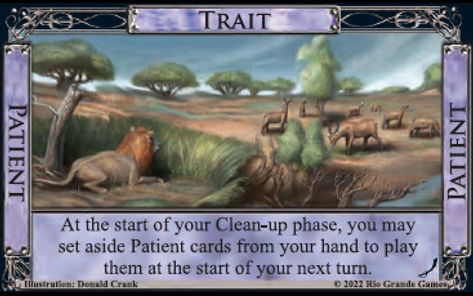 TRAIT
PATIENT
PATIENT
At the start of your Clean-up phase, you may
set aside Patient cards from your hand to play
them at the start of your next turn.
Illustration: Donald Crank
© 2022 Rio Grande Games